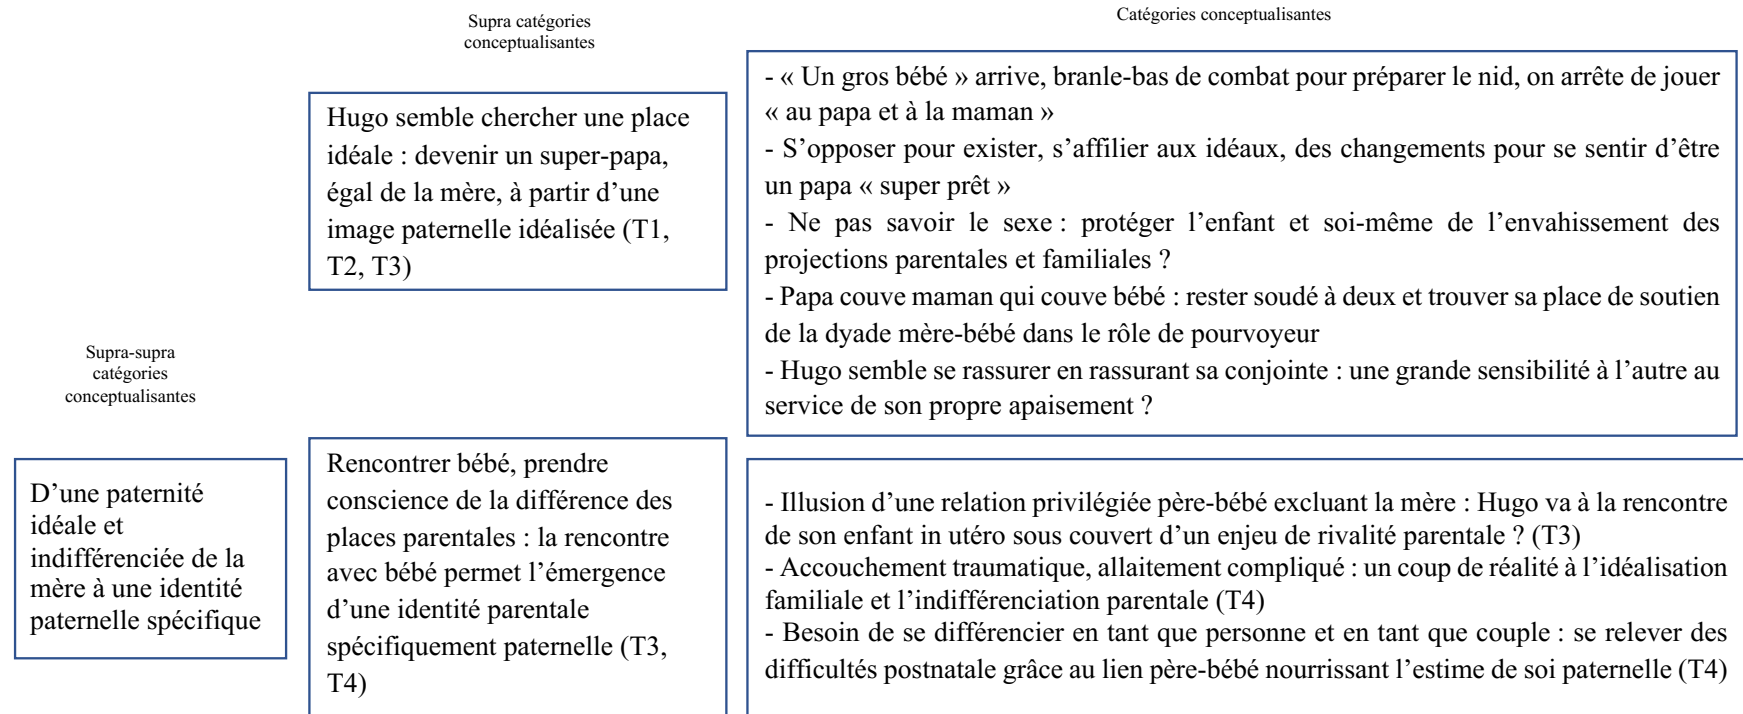 Supra catégories
conceptualisantes
Catégories conceptualisantes
Hugo semble chercher une place
idéale : devenir un super-papa,
égal de la mère, à partir d’une
image paternelle idéalisée (T1,
T2, T3)
- « Un gros bébé » arrive, branle-bas de combat pour préparer le nid, on arrête de jouer
« au papa et à la maman »
- S’opposer pour exister, s’affilier aux idéaux, des changements pour se sentir d’être
un papa « super prêt »
- Ne pas savoir le sexe : protéger l’enfant et soi-même de l’envahissement des
projections parentales et familiales ?
- Papa couve maman qui couve bébé : rester soudé à deux et trouver sa place de soutien
de la dyade mère-bébé dans le rôle de pourvoyeur
- Hugo semble se rassurer en rassurant sa conjointe : une grande sensibilité à l’autre au
service de son propre apaisement ?
Supra-supra
catégories
conceptualisantes
D’une paternité
idéale et
indifférenciée de la
mère à une identité
paternelle spécifique
Rencontrer bébé, prendre
conscience de la différence des
places parentales : la rencontre
avec bébé permet l’émergence
d’une identité parentale
spécifiquement paternelle (T3,
T4)
- Illusion d’une relation privilégiée père-bébé excluant la mère : Hugo va à la rencontre
de son enfant in utéro sous couvert d’un enjeu de rivalité parentale ? (T3)
- Accouchement traumatique, allaitement compliqué : un coup de réalité à l’idéalisation
familiale et l’indifférenciation parentale (T4)
- Besoin de se différencier en tant que personne et en tant que couple : se relever des
difficultés postnatale grâce au lien père-bébé nourrissant l’estime de soi paternelle (T4)